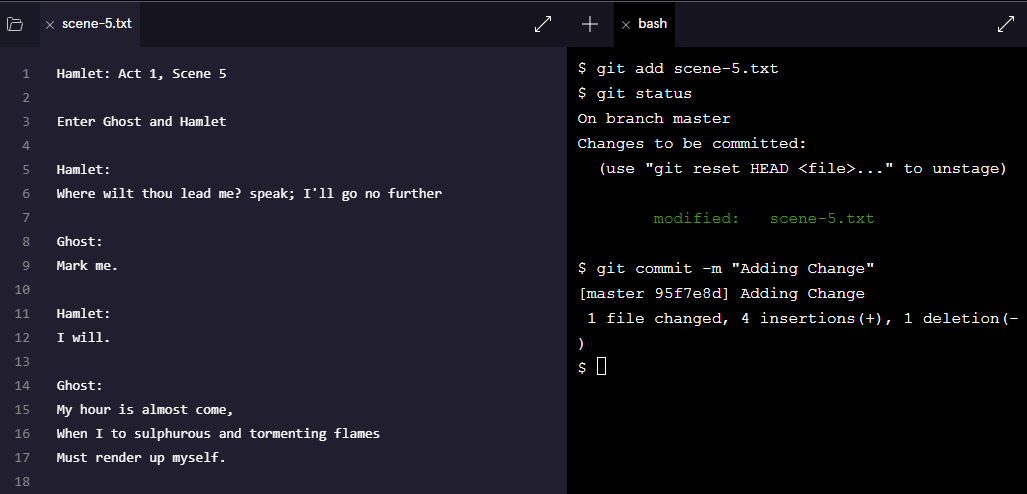 scene-5.txt
1 Hamlet: Act 1, Scene 5
2
3 Enter Ghost and Hamlet
4
5 Hamlet:
6 Where wilt thou lead me? speak; I'll go no further
7
8 Ghost:
9 Mark me.
10
11 Hamlet:
12 I will.
13
14 Ghost:
15 My hour is almost come,
16 When I to sulphurous and tormenting flames
17 Must render up myself.
18
bash
$ git add scene-5.txt
$ git status
On branch master
Changes to be committed:
(use "git reset HEAD <file>..." to unstage)
modified: scene-5.txt
$ git commit -m "Adding Change"
[master 95f7e8d] Adding Change
1 file changed, 4 insertions(+), 1 deletion(-
)
$